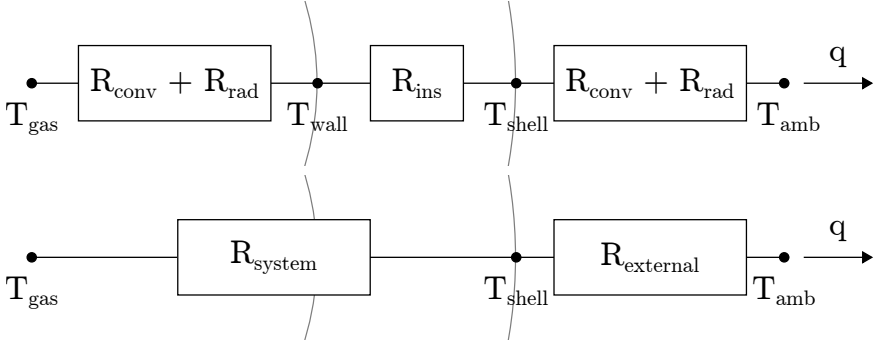 q
R_conv + R_rad R_ins R_conv + R_rad
T_gas T_wall T_shell T_amb
q
R_system R_external
T_gas T_shell T_amb